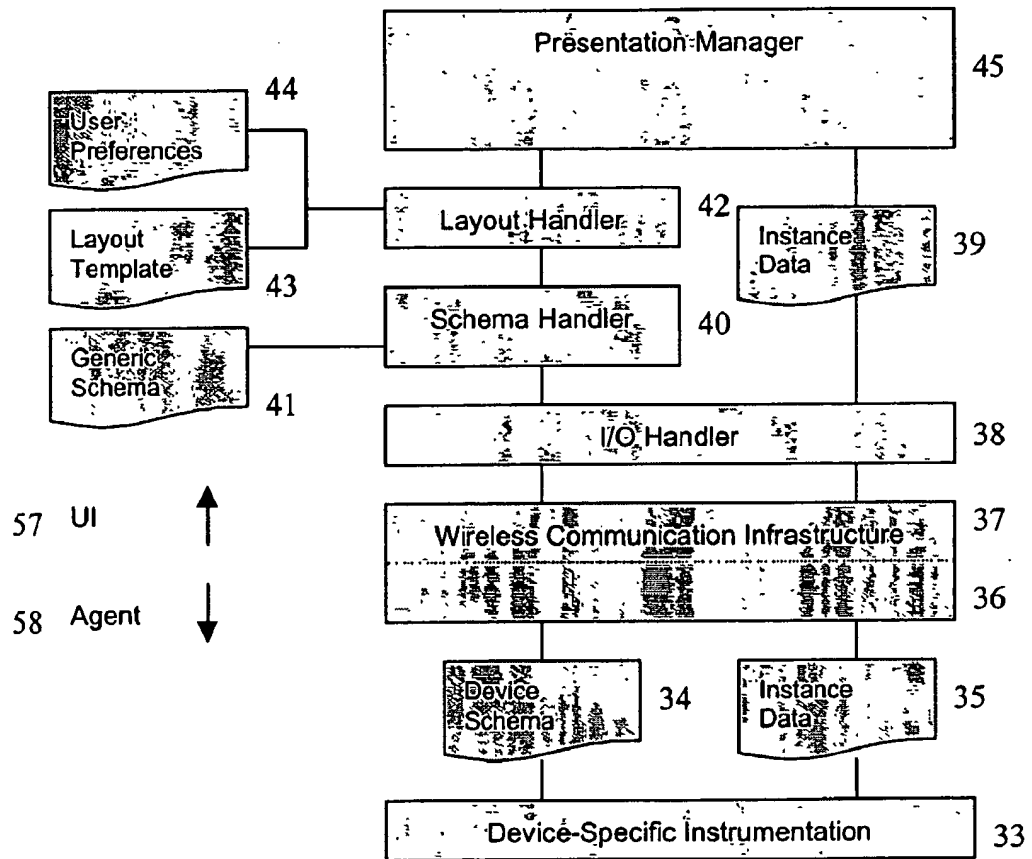 Presentation Manager
45
44
User
Preferences
Layout Handler
42
Instance
Data
39
Layout
Template
43
Schema Handler
40
Generic
Schema
41
I/O Handler
38
57 UI
Wireless Communication Infrastructure
37
36
58 Agent
Device
Schema
34
Instance
Data
35
Device-Specific Instrumentation
33